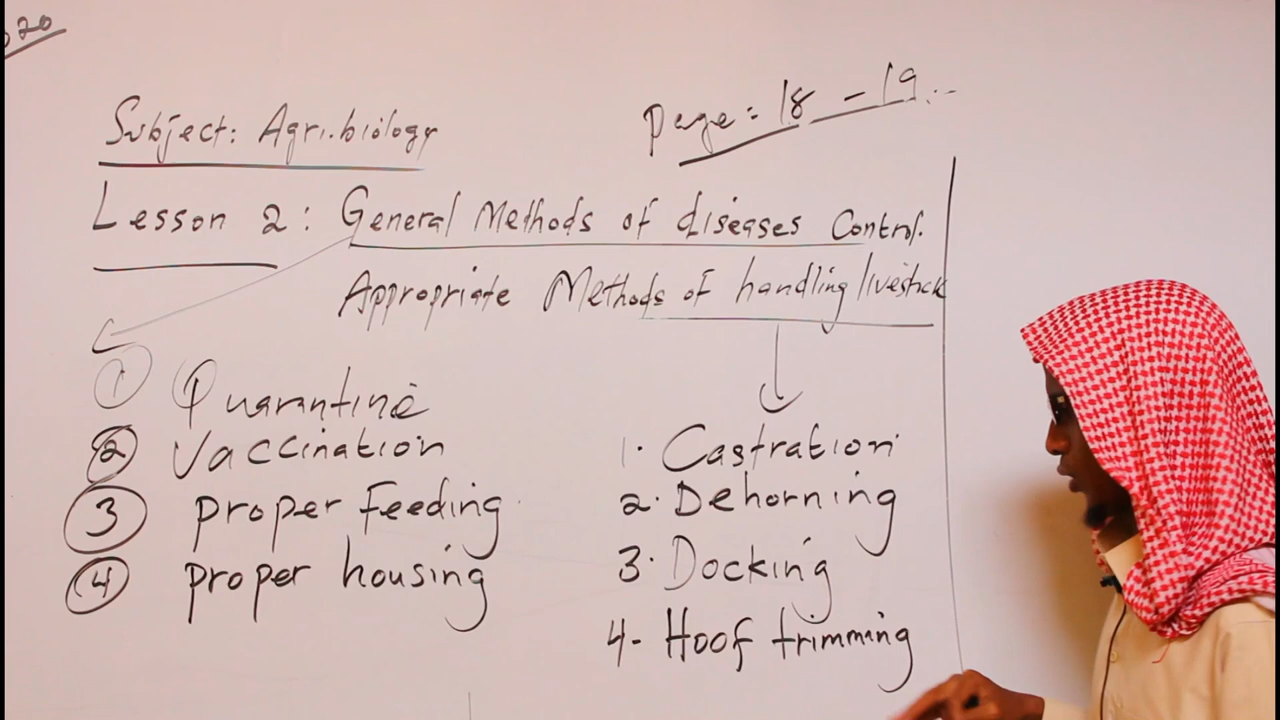 20
Subject: Agri.biology
Page: 18 - 19...
Lesson 2: General Methods of diseases Control.
Appropriate Methods of handling livestock
1 Quarantine
2 Vaccination
3 proper Feeding
4 proper housing
1. Castration
2. Dehorning
3. Docking
4- Hoof trimming